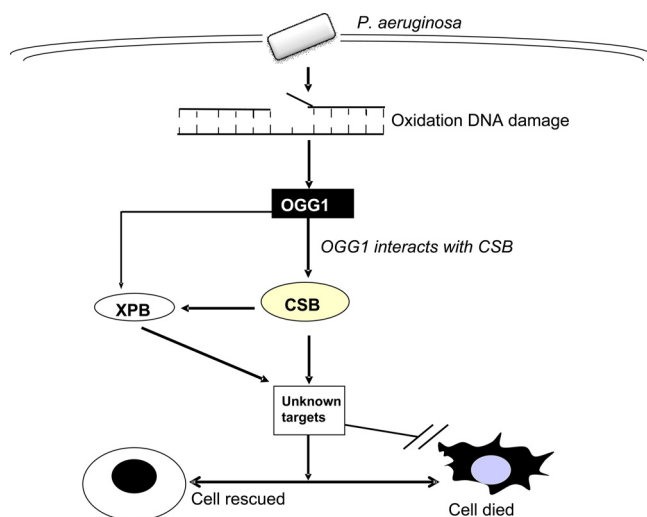 P. aeruginosa
Oxidation DNA damage
OGG1
OGG1 interacts with CSB
XPB
CSB
Unknown
targets
Cell rescued
Cell died